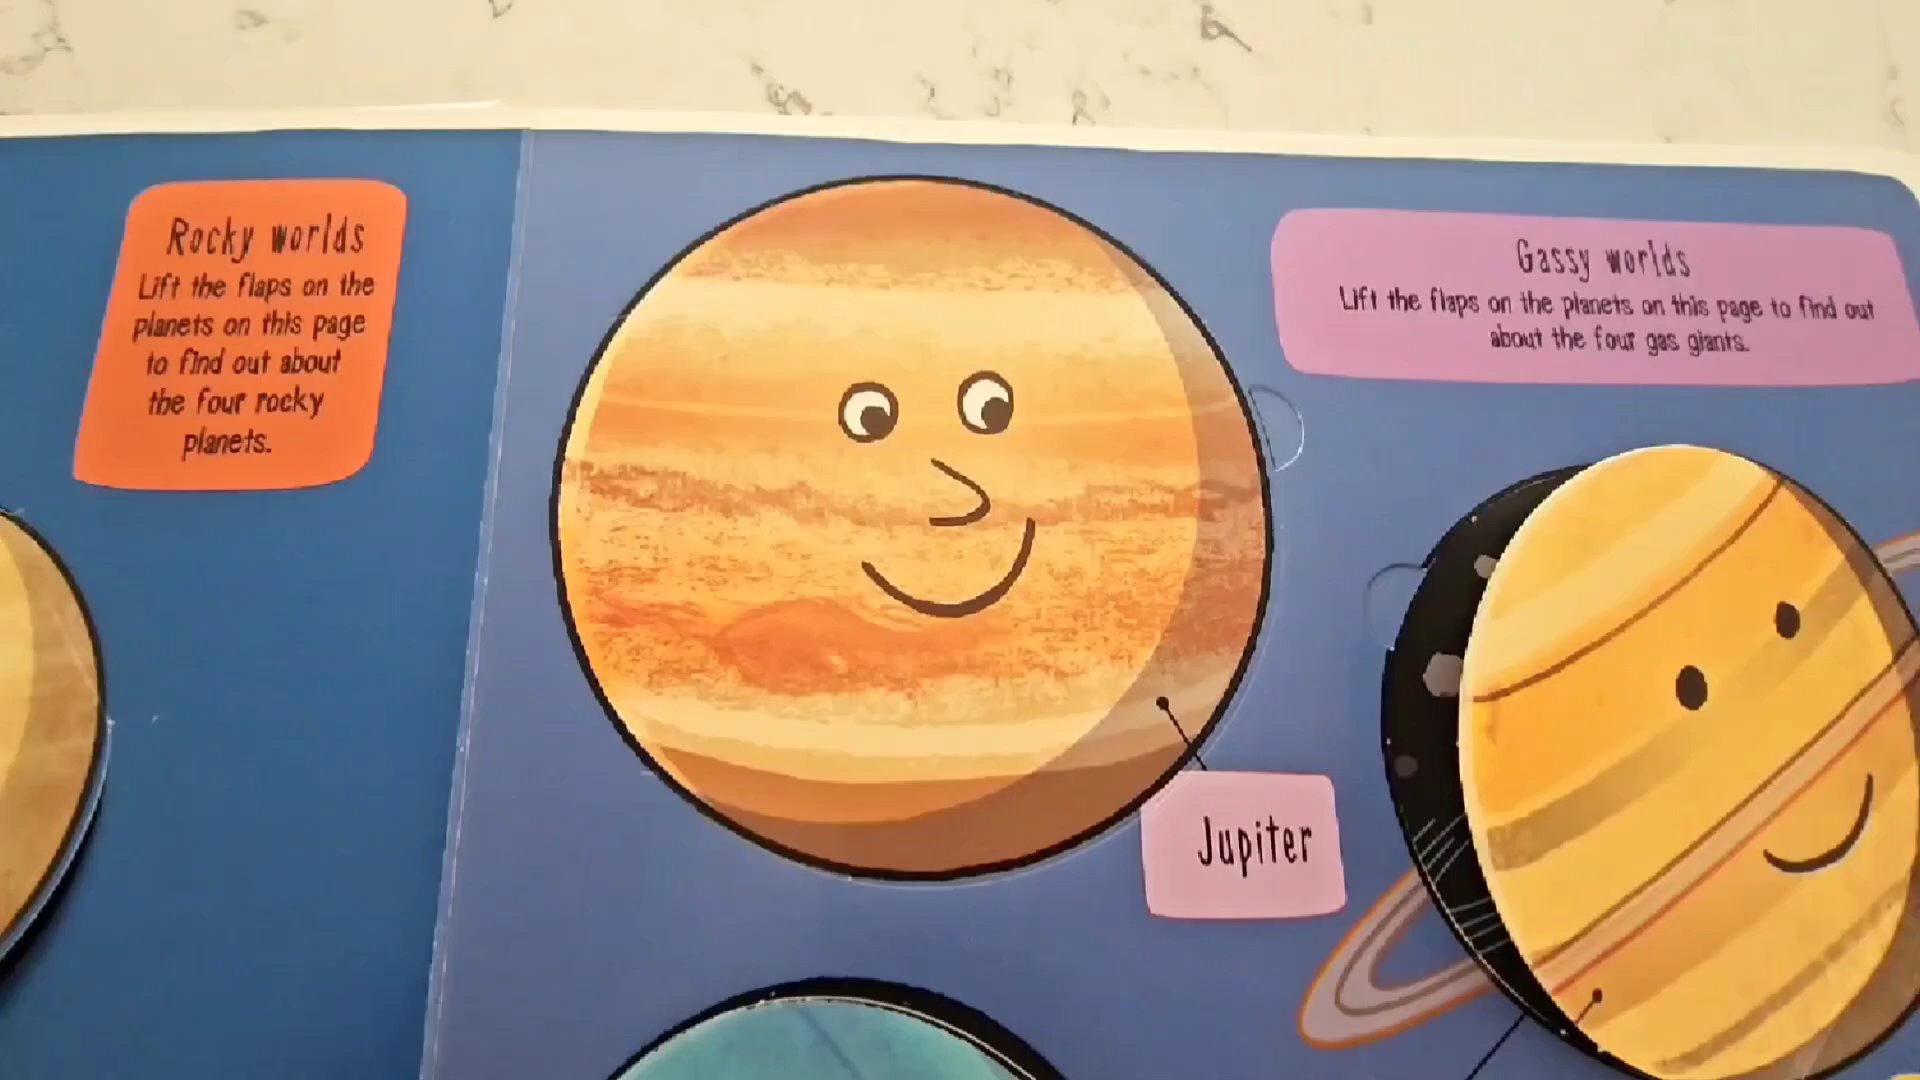 Rocky worlds
Lift the flaps on the
planets on this page
to find out about
the four rocky
planets.
Gassy worlds
Lift the flaps on the planets on this page to find out
about the four gas giants.
Jupiter